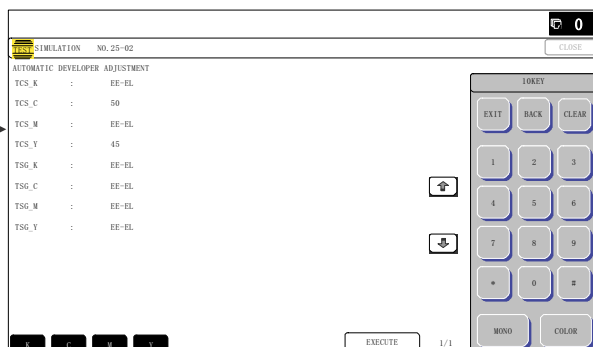 0
TEST SIMULATION NO.25-02 CLOSE
AUTOMATIC DEVELOPER ADJUSTMENT
TCS_K : EE-EL
TCS_C : 50
TCS_M : EE-EL
TCS_Y : 45
TSG_K : EE-EL
TSG_C : EE-EL
TSG_M : EE-EL
TSG_Y : EE-EL
10KEY
EXIT BACK CLEAR
1 2 3
4 5 6
7 8 9
* 0 #
MONO COLOR
K C M Y EXECUTE 1/1